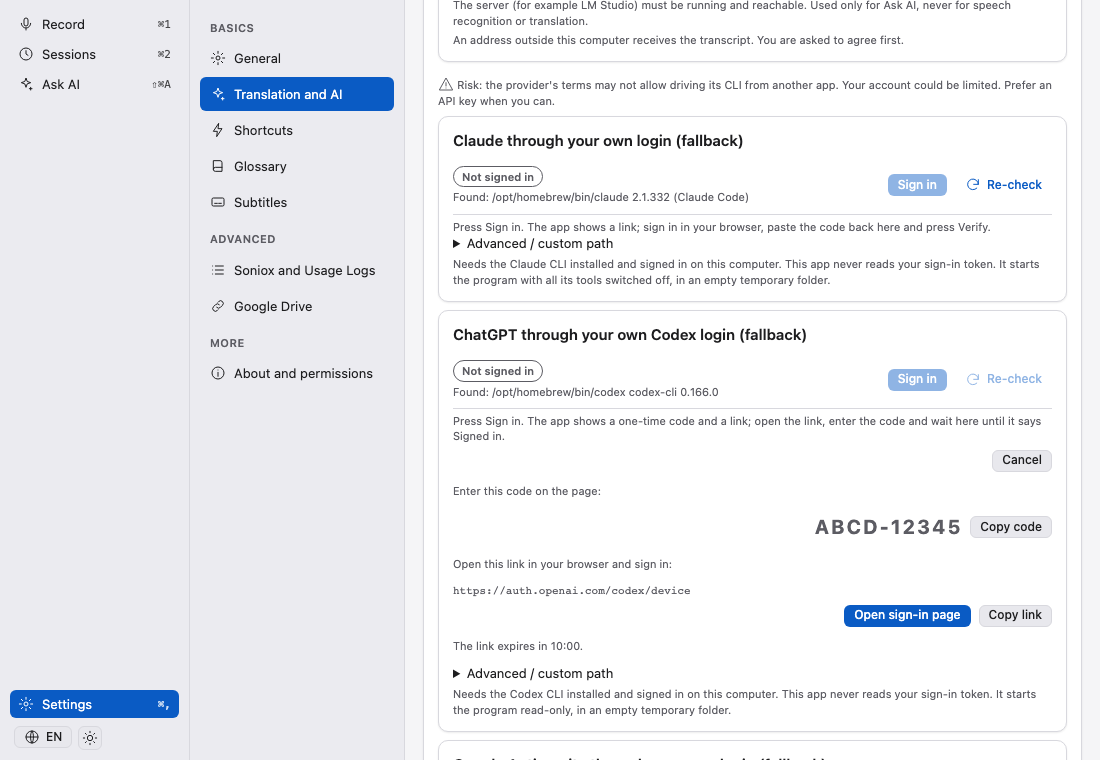 Record ⌘1
Sessions ⌘2
Ask AI ⇧⌘A
Settings ⌘,
EN
BASICS
General
Translation and AI
Shortcuts
Glossary
Subtitles
ADVANCED
Soniox and Usage Logs
Google Drive
MORE
About and permissions
The server (for example LM Studio) must be running and reachable. Used only for Ask AI, never for speech
recognition or translation.
An address outside this computer receives the transcript. You are asked to agree first.
Risk: the provider's terms may not allow driving its CLI from another app. Your account could be limited. Prefer an
API key when you can.
Claude through your own login (fallback)
Not signed in
Found: /opt/homebrew/bin/claude 2.1.332 (Claude Code)
Sign in
Re-check
Press Sign in. The app shows a link; sign in in your browser, paste the code back here and press Verify.
Advanced / custom path
Needs the Claude CLI installed and signed in on this computer. This app never reads your sign-in token. It starts
the program with all its tools switched off, in an empty temporary folder.
ChatGPT through your own Codex login (fallback)
Not signed in
Found: /opt/homebrew/bin/codex codex-cli 0.166.0
Sign in
Re-check
Press Sign in. The app shows a one-time code and a link; open the link, enter the code and wait here until it says
Signed in.
Cancel
Enter this code on the page:
ABCD-12345
Copy code
Open this link in your browser and sign in:
https://auth.openai.com/codex/device
Open sign-in page
Copy link
The link expires in 10:00.
Advanced / custom path
Needs the Codex CLI installed and signed in on this computer. This app never reads your sign-in token. It starts
the program read-only, in an empty temporary folder.